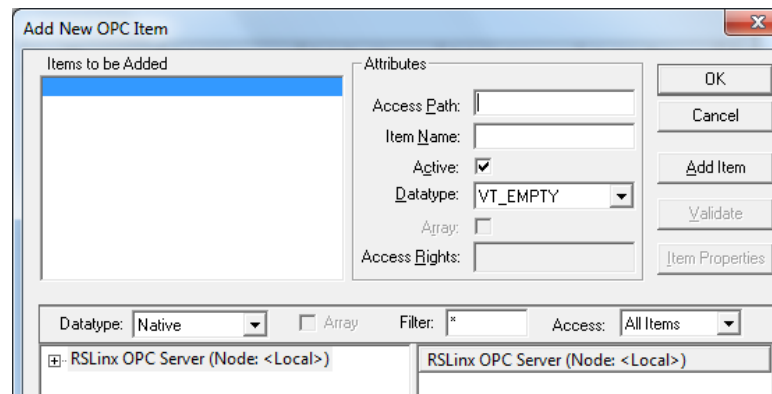 Add New OPC Item
Items to be Added
Attributes
Access Path:
Item Name:
Active:
Datatype: VT_EMPTY
Array:
Access Rights:
OK
Cancel
Add Item
Validate
Item Properties
Datatype: Native Array Filter: * Access: All Items
RSLinx OPC Server (Node: <Local>)
RSLinx OPC Server (Node: <Local>)